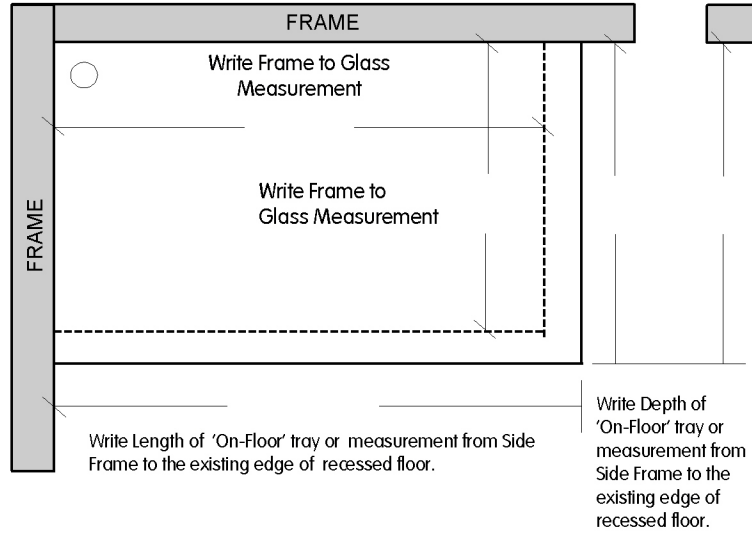 FRAME
Write Frame to Glass
Measurement
Write Frame to
Glass Measurement
FRAME
Write Length of 'On-Floor' tray or measurement from Side
Frame to the existing edge of recessed floor.
Write Depth of
'On-Floor' tray or
measurement from
Side Frame to the
existing edge of
recessed floor.